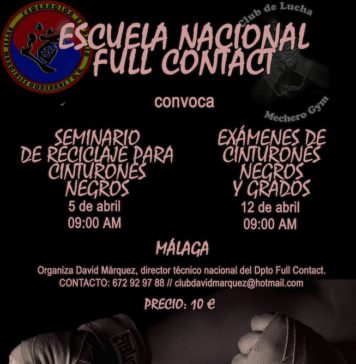 ESCUELA NACIONAL
Club de Lucha
FULL CONTACT
Mechero Gym
convoca
SEMINARIO
DE RECICLAJE PARA
CINTURONES
NEGROS
5 de abril
09:00 AM
EXÁMENES DE
CINTURONES
NEGROS
Y GRADOS
12 de abril
09:00 AM
MÁLAGA
Organiza David Márquez, director técnico nacional del Dpto Full Contact.
CONTACTO: 672 92 97 88 // clubdavidmarquez@hotmail.com
PRECIO: 10 €